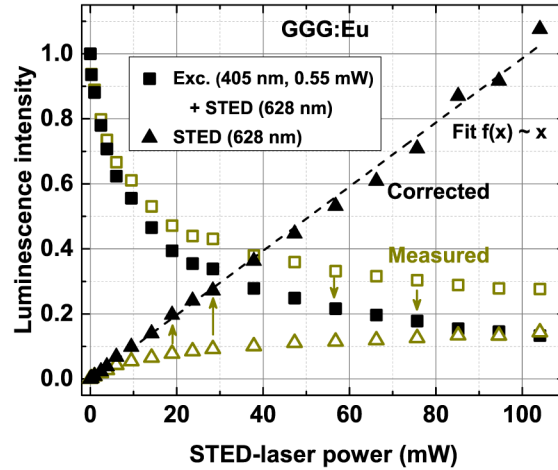 GGG:Eu
Exc. (405 nm, 0.55 mW)
+ STED (628 nm)
STED (628 nm)
Fit f(x) ~ x
Corrected
Measured
Luminescence intensity
1.0
0.8
0.6
0.4
0.2
0.0
0 20 40 60 80 100
STED-laser power (mW)